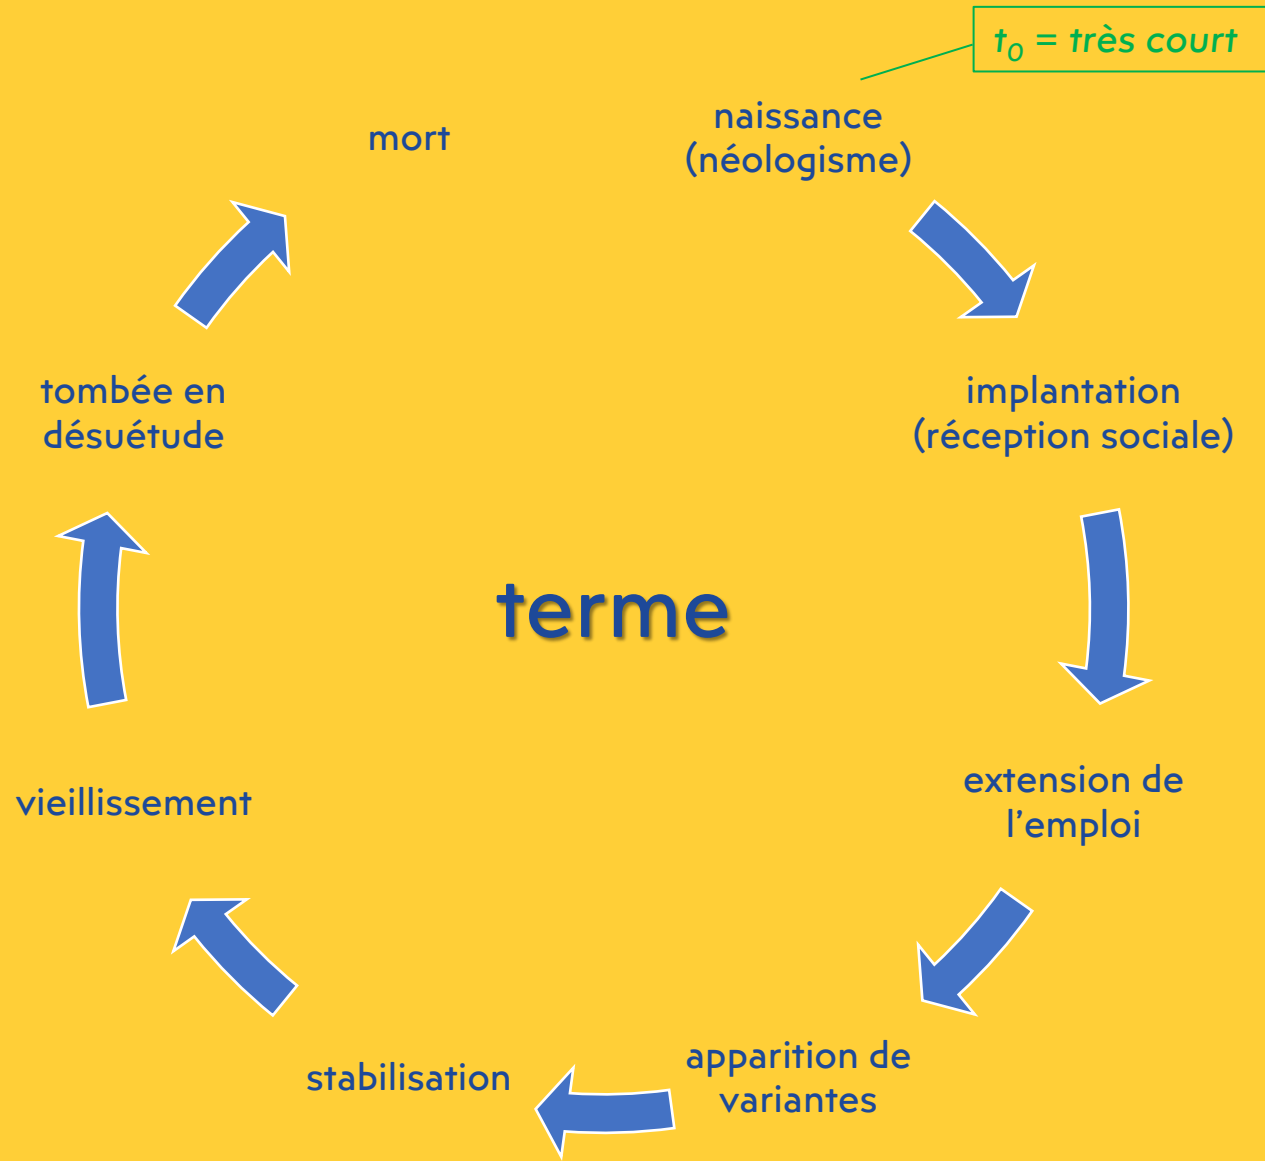 t₀ = très court
naissance
(néologisme)
implantation
(réception sociale)
extension de
l’emploi
apparition de
variantes
stabilisation
vieillissement
tombée en
désuétude
mort
terme